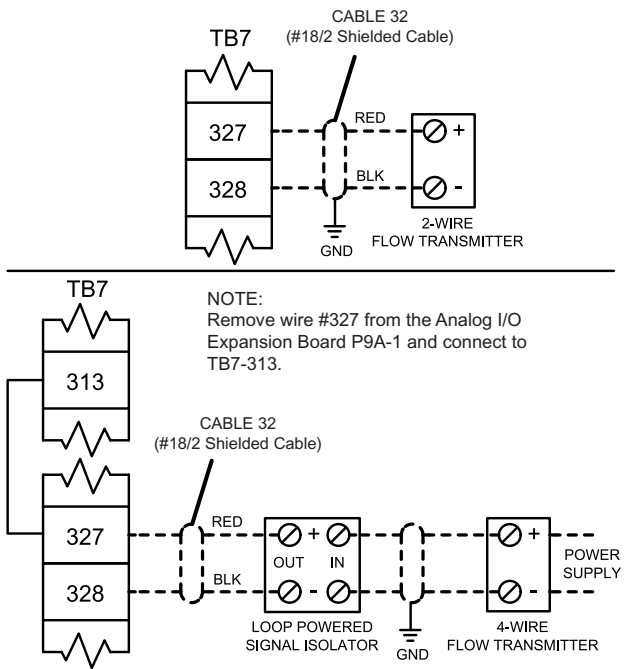 CABLE 32
(#18/2 Shielded Cable)
TB7
327
328
RED
BLK
+
-
GND
2-WIRE
FLOW TRANSMITTER
TB7
NOTE:
Remove wire #327 from the Analog I/O
Expansion Board P9A-1 and connect to
TB7-313.
313
CABLE 32
(#18/2 Shielded Cable)
327
328
RED
BLK
+
OUT IN
-
LOOP POWERED
SIGNAL ISOLATOR
GND
+
-
4-WIRE
FLOW TRANSMITTER
POWER
SUPPLY